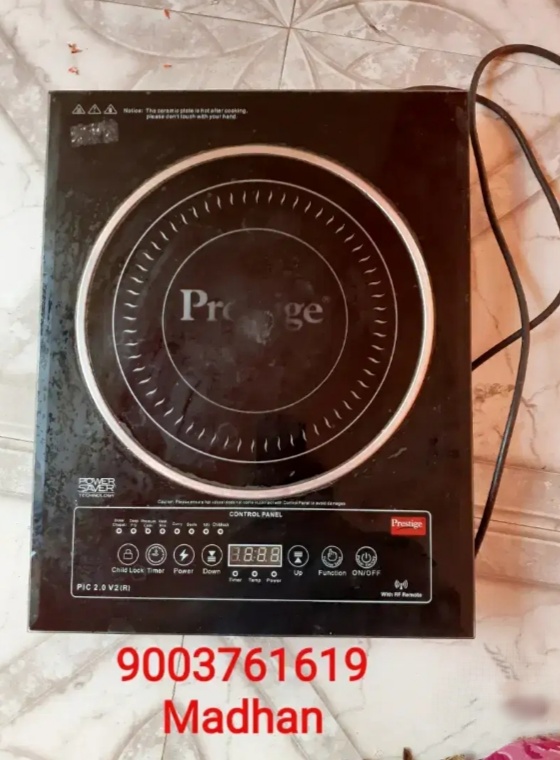 Notice: The ceramic plate is hot after cooking,
please don't touch with your hand
Prestige
POWER
SAVER
TECHNOLOGY
CONTROL PANEL
Prestige
18:88
Child Lock Timer Power Down Up Function ON/OFF
Timer Temp Power
PIC 2.0 V2(R)
With RF Remote
9003761619
Madhan